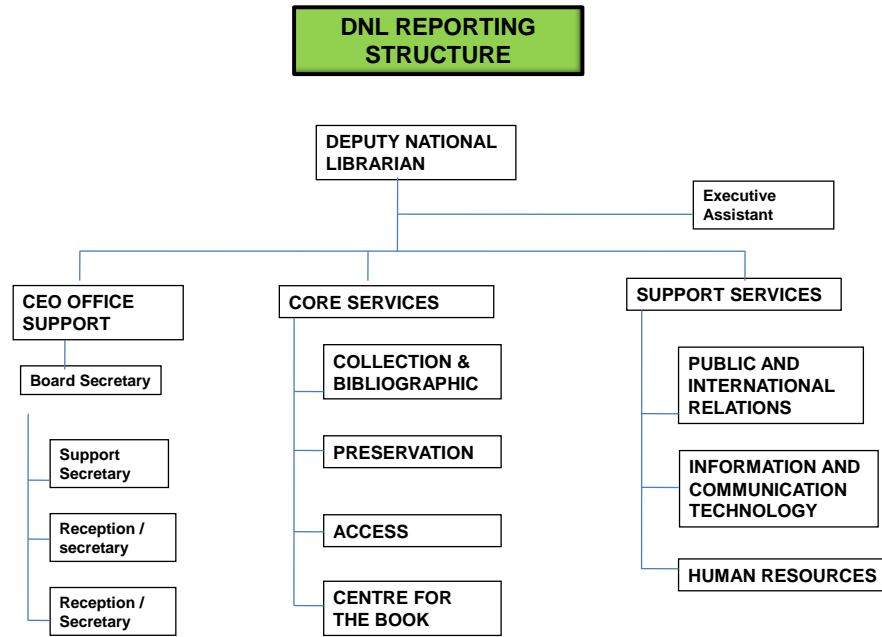 DNL REPORTING
STRUCTURE
DEPUTY NATIONAL
LIBRARIAN
Executive
Assistant
CEO OFFICE
SUPPORT
Board Secretary
Support
Secretary
Reception /
secretary
Reception /
Secretary
CORE SERVICES
COLLECTION &
BIBLIOGRAPHIC
PRESERVATION
ACCESS
CENTRE FOR
THE BOOK
SUPPORT SERVICES
PUBLIC AND
INTERNATIONAL
RELATIONS
INFORMATION AND
COMMUNICATION
TECHNOLOGY
HUMAN RESOURCES